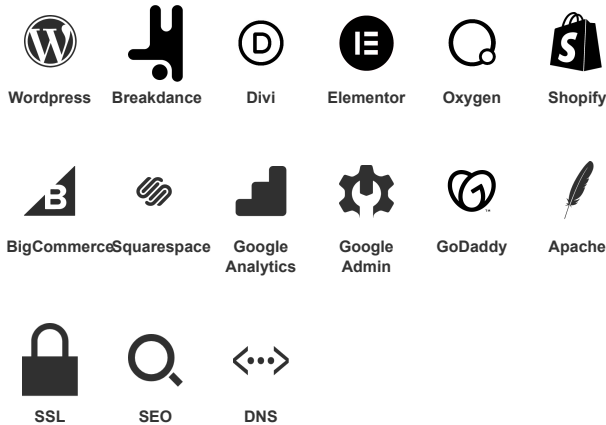 Wordpress Breakdance Divi Elementor Oxygen Shopify
BigCommerce Squarespace Google Google GoDaddy Apache
Analytics Admin
SSL SEO DNS